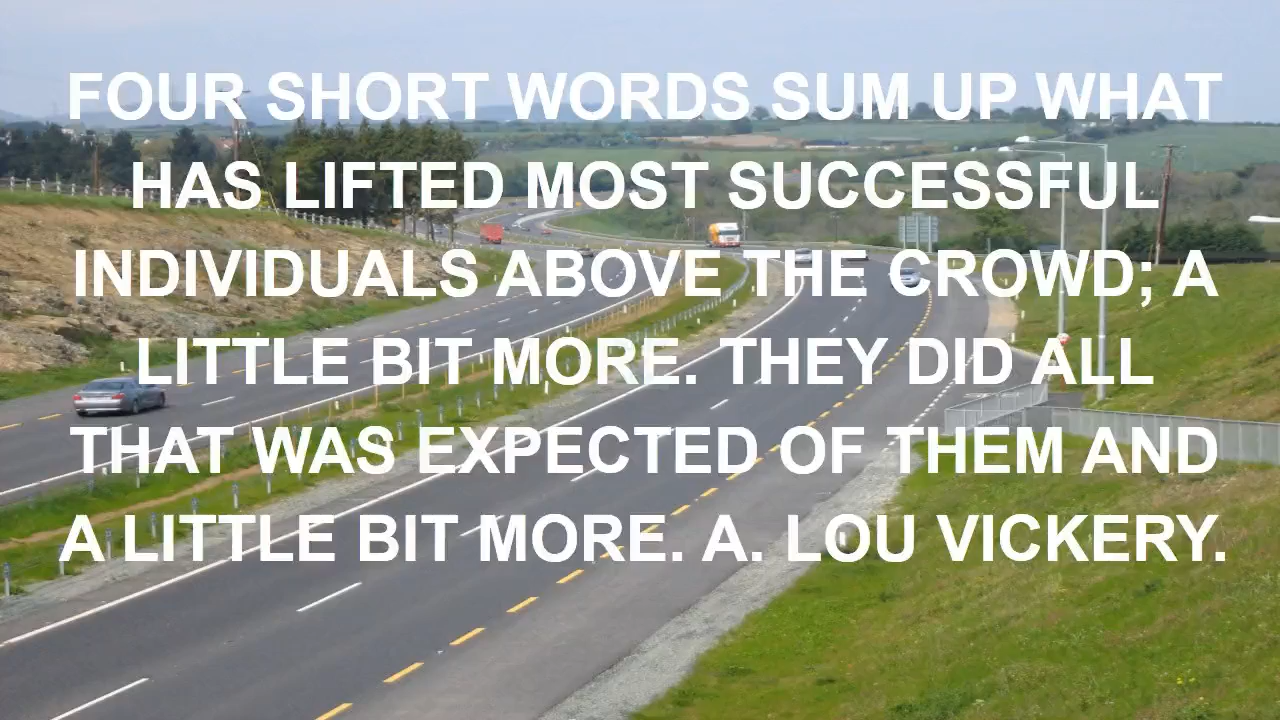 FOUR SHORT WORDS SUM UP WHAT
HAS LIFTED MOST SUCCESSFUL
INDIVIDUALS ABOVE THE CROWD; A
LITTLE BIT MORE. THEY DID ALL
THAT WAS EXPECTED OF THEM AND
A LITTLE BIT MORE. A. LOU VICKERY.